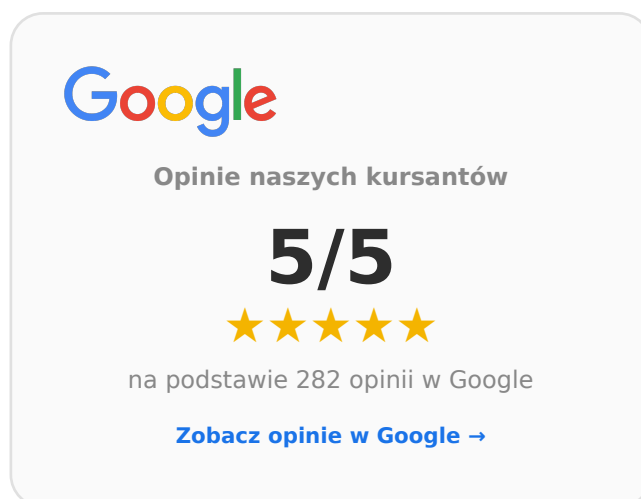 Google
Opinie naszych kursantów
5/5
★★★★★
na podstawie 282 opinii w Google
Zobacz opinie w Google →